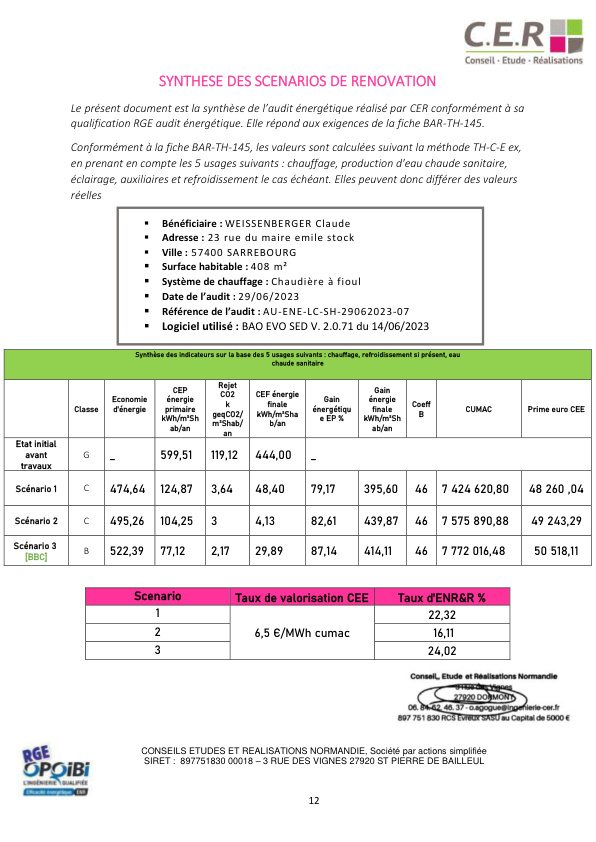 C.E.R
Conseil - Etude - Réalisations
SYNTHESE DES SCENARIOS DE RENOVATION
Le présent document est la synthèse de l'audit énergétique réalisé par CER conformément à sa
qualification RGE audit énergétique. Elle répond aux exigences de la fiche BAR-TH-145.
Conformément à la fiche BAR-TH-145, les valeurs sont calculées suivant la méthode TH-C-E ex,
en prenant en compte les 5 usages suivants : chauffage, production d'eau chaude sanitaire,
éclairage, auxiliaires et refroidissement le cas échéant. Elles peuvent donc différer des valeurs
réelles
▪ Bénéficiaire : WEISSENBERGER Claude
▪ Adresse : 23 rue du maire emile stock
▪ Ville : 57400 SARREBOURG
▪ Surface habitable : 408 m²
▪ Système de chauffage : Chaudière à fioul
▪ Date de l'audit : 29/06/2023
▪ Référence de l'audit : AU-ENE-LC-SH-29062023-07
▪ Logiciel utilisé : BAO EVO SED V. 2.0.71 du 14/06/2023
Synthèse des indicateurs sur la base des 5 usages suivants : chauffage, refroidissement si présent, eau
chaude sanitaire
Classe
Economie
d'énergie
CEP
énergie
primaire
kWh/m²Sh
ab/an
Rejet
CO2
k
geqCO2/
m²Shab/
an
CEF énergie
finale
kWh/m²Sha
b/an
Gain
énergétiqu
e EP %
Gain
énergie
finale
kWh/m²Sh
ab/an
Coeff
B
CUMAC
Prime euro CEE
Etat initial
avant
travaux
G _ 599,51 119,12 444,00 _
Scénario 1 C 474,64 124,87 3,64 48,40 79,17 395,60 46 7 424 620,80 48 260 ,04
Scénario 2 C 495,26 104,25 3 4,13 82,61 439,87 46 7 575 890,88 49 243,29
Scénario 3
[BBC]
B 522,39 77,12 2,17 29,89 87,14 414,11 46 7 772 016,48 50 518,11
Scenario Taux de valorisation CEE Taux d'ENR&R %
1 22,32
2 6,5 €/MWh cumac 16,11
3 24,02
Conseil, Etude et Réalisations Normandie
27920
06. 84. 62. 46. 37 - o.agogue@ingenierie-cer.fr
897 751 830 RCS Evreux SASU au Capital de 5000 €
RGE
OPQIBI
L'INGÉNIERIE QUALIFIÉE
Efficacité énergétique
CONSEILS ETUDES ET REALISATIONS NORMANDIE, Société par actions simplifiée
SIRET : 897751830 00018 – 3 RUE DES VIGNES 27920 ST PIERRE DE BAILLEUL
12